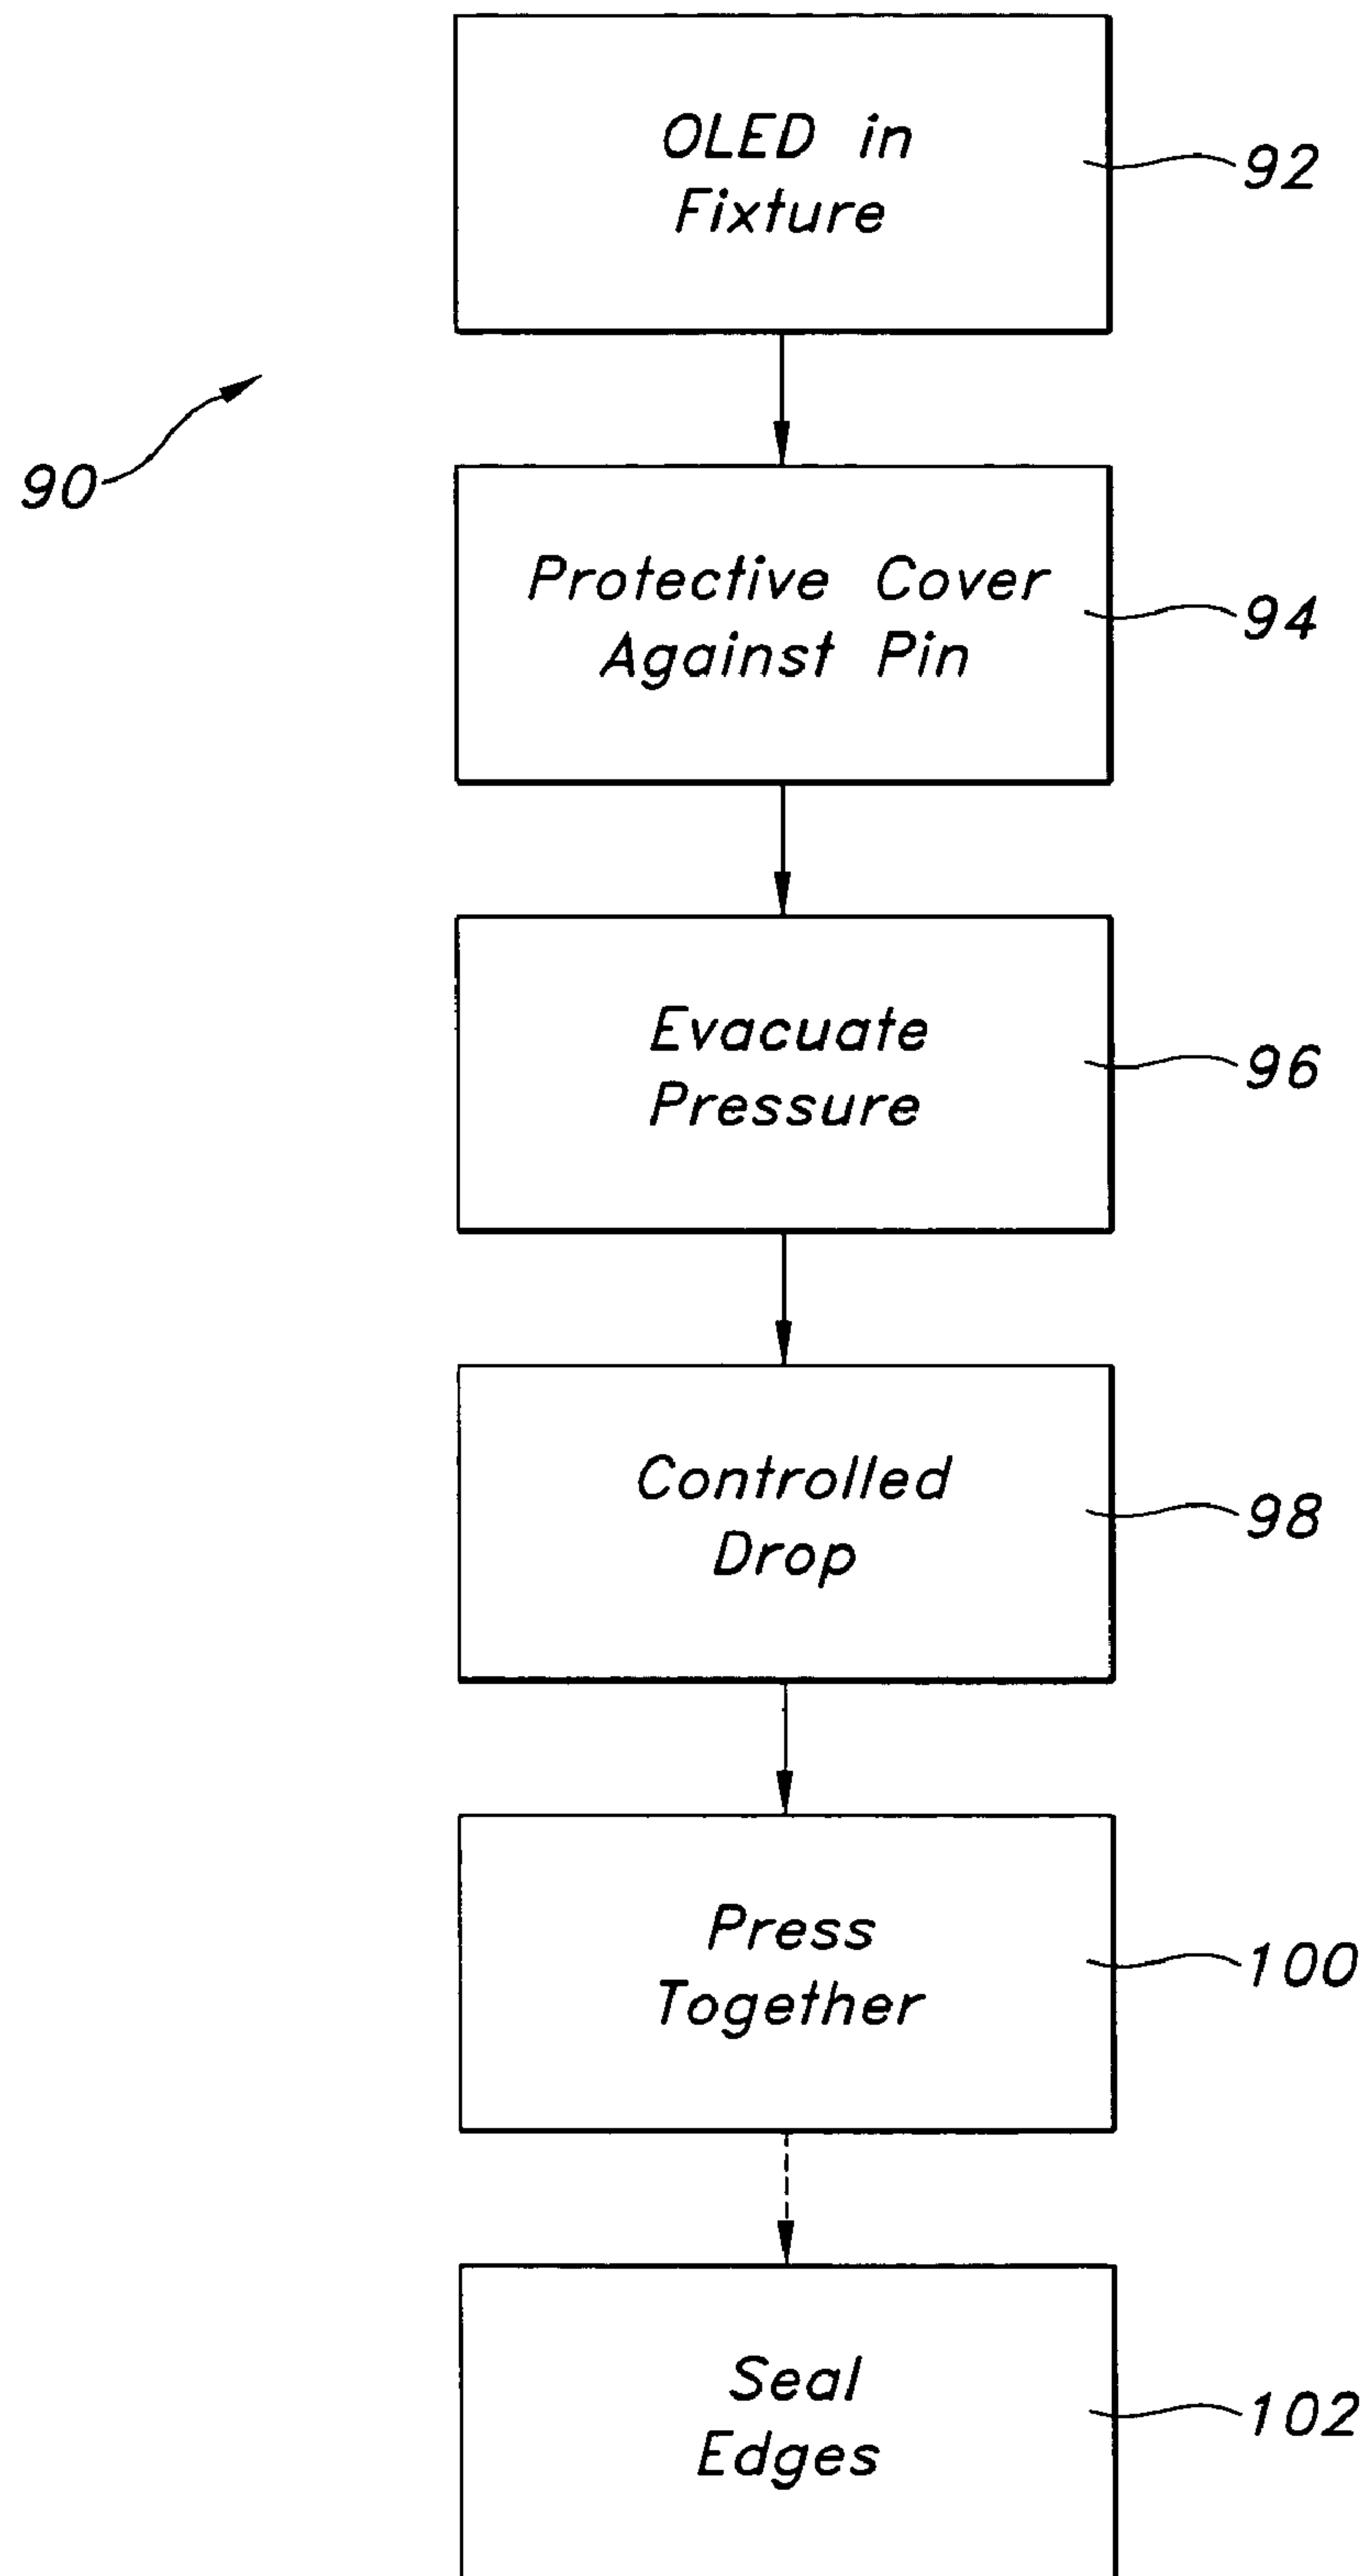 OLED in
Fixture
92
90
Protective Cover
Against Pin
94
Evacuate
Pressure
96
Controlled
Drop
98
Press
Together
100
Seal
Edges
102